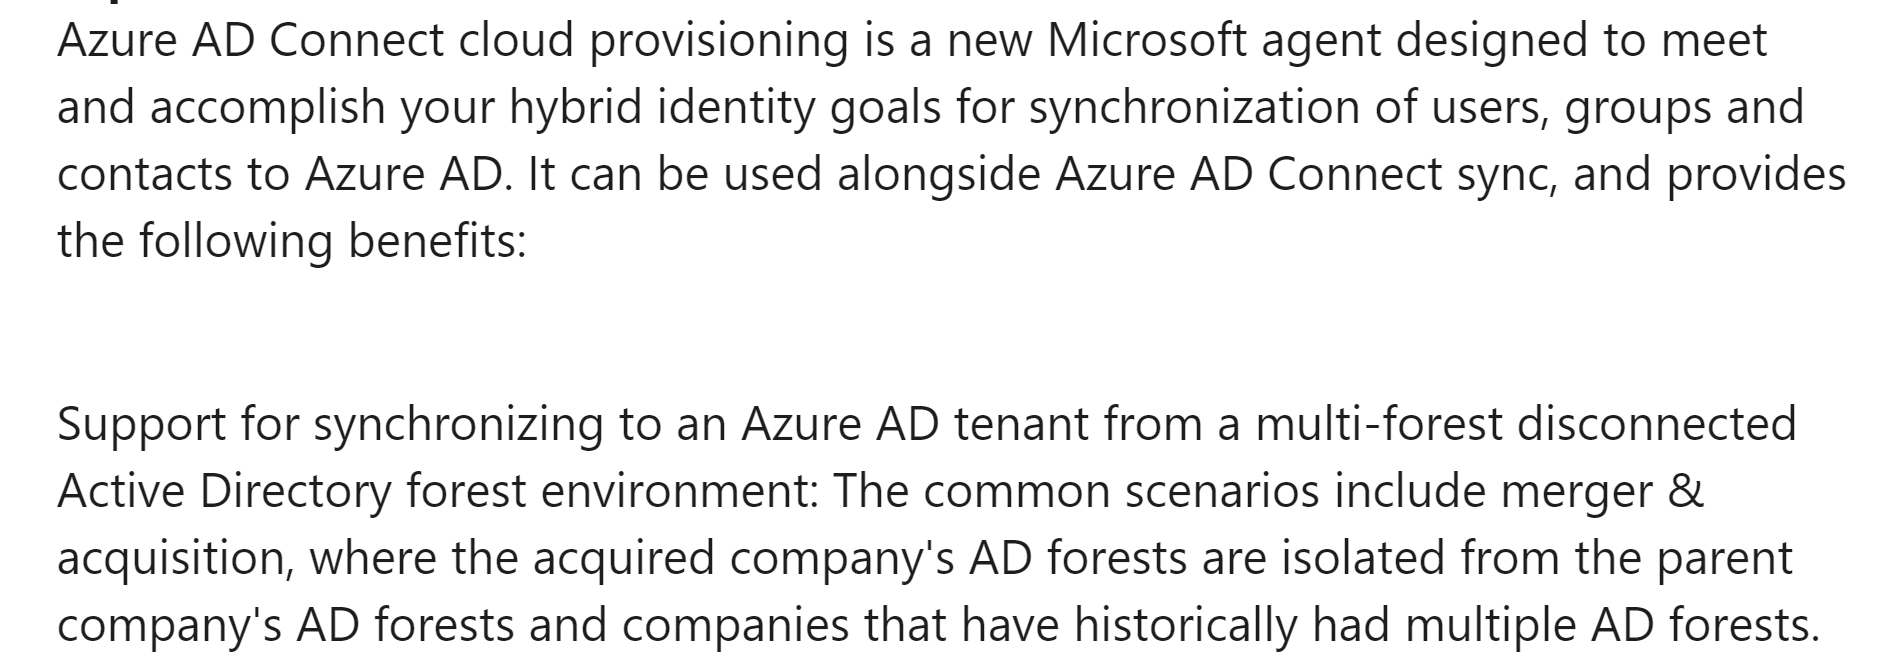 Azure AD Connect cloud provisioning is a new Microsoft agent designed to meet
and accomplish your hybrid identity goals for synchronization of users, groups and
contacts to Azure AD. It can be used alongside Azure AD Connect sync, and provides
the following benefits:
Support for synchronizing to an Azure AD tenant from a multi-forest disconnected
Active Directory forest environment: The common scenarios include merger &
acquisition, where the acquired company's AD forests are isolated from the parent
company's AD forests and companies that have historically had multiple AD forests.